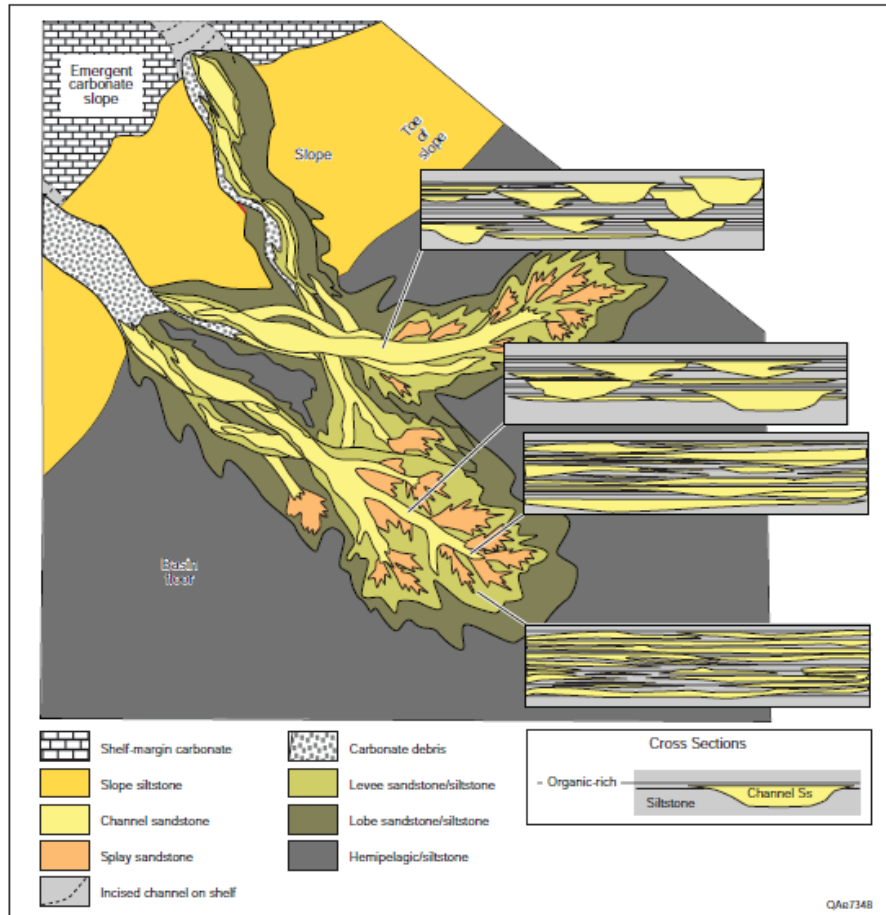 Emergent
carbonate
slope
Slope
Toe
of
slope
Basin
floor
Shelf-margin carbonate
Slope siltstone
Channel sandstone
Splay sandstone
Incised channel on shelf
Carbonate debris
Levee sandstone/siltstone
Lobe sandstone/siltstone
Hemipelagic/siltstone
Cross Sections
Organic-rich
Channel Ss
Siltstone
QAe7348